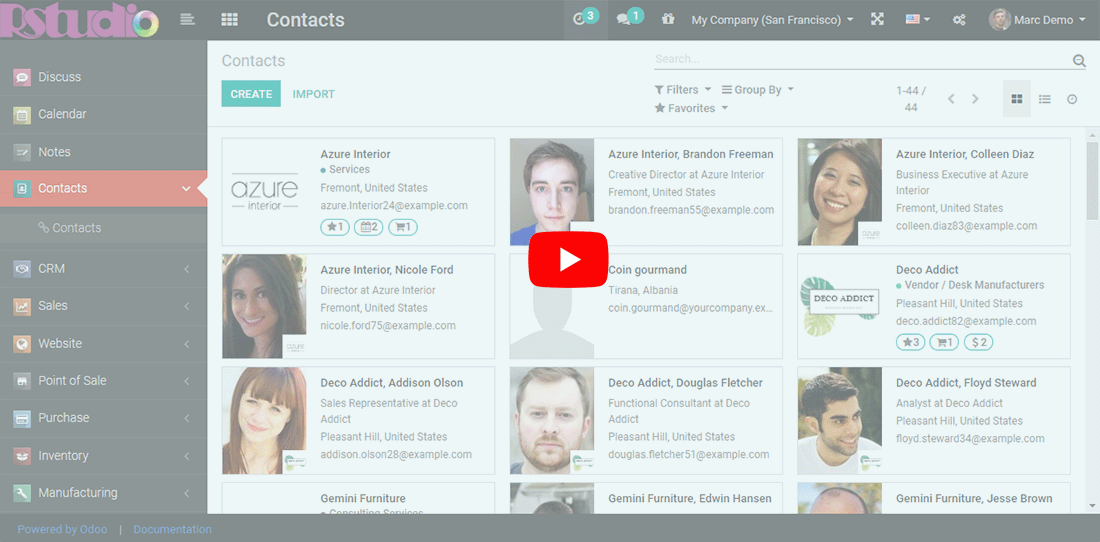 RStudio
Contacts
3
1
My Company (San Francisco)
Marc Demo
Discuss
Calendar
Notes
Contacts
Contacts
CRM
Sales
Website
Point of Sale
Purchase
Inventory
Manufacturing
Powered by Odoo | Documentation
Contacts
Search...
CREATE
IMPORT
Filters
Group By
Favorites
1-44 /
44
azure
interior
Azure Interior
Services
Fremont, United States
azure.Interior24@example.com
1
2
1
Azure Interior, Brandon Freeman
Creative Director at Azure Interior
Fremont, United States
brandon.freeman55@example.com
Azure Interior, Colleen Diaz
Business Executive at Azure
Interior
Fremont, United States
colleen.diaz83@example.com
azure
Azure Interior, Nicole Ford
Director at Azure Interior
Fremont, United States
nicole.ford75@example.com
azure
Coin gourmand
Tirana, Albania
coin.gourmand@yourcompany.ex...
DECO ADDICT
Deco Addict
Vendor / Desk Manufacturers
Pleasant Hill, United States
deco.addict82@example.com
3
1
$ 2
Deco Addict, Addison Olson
Sales Representative at Deco
Addict
Pleasant Hill, United States
addison.olson28@example.com
Deco Addict, Douglas Fletcher
Functional Consultant at Deco
Addict
Pleasant Hill, United States
douglas.fletcher51@example.com
Deco Addict, Floyd Steward
Analyst at Deco Addict
Pleasant Hill, United States
floyd.steward34@example.com
Gemini Furniture
Consulting Services
Gemini Furniture, Edwin Hansen
Gemini Furniture, Jesse Brown